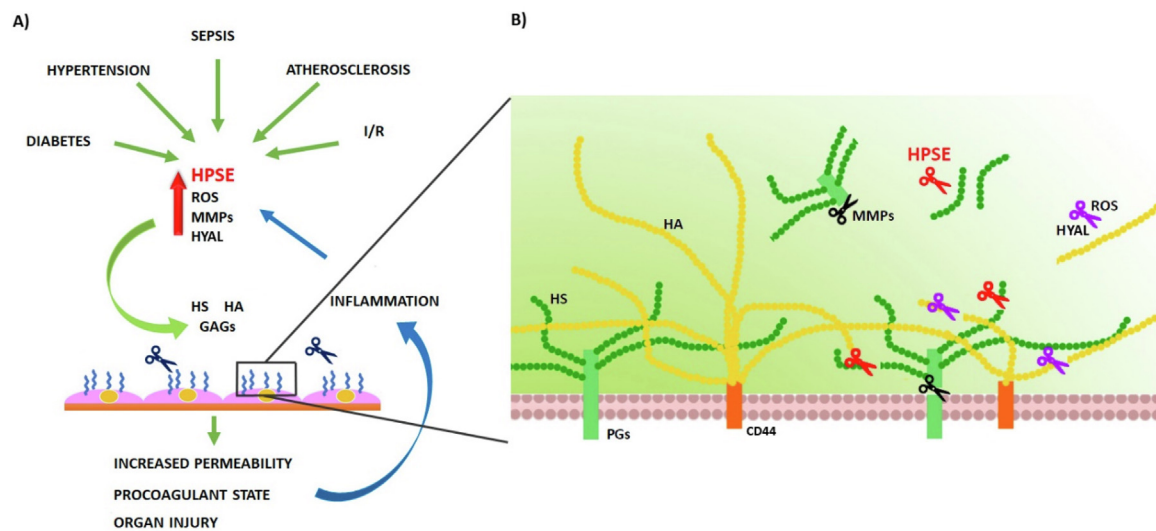 A)
SEPSIS
HYPERTENSION
ATHEROSCLEROSIS
DIABETES
I/R
HPSE
ROS
MMPs
HYAL
HS HA
GAGs
INFLAMMATION
INCREASED PERMEABILITY
PROCOAGULANT STATE
ORGAN INJURY
B)
HPSE
ROS
MMPs
HYAL
HA
HS
PGs
CD44